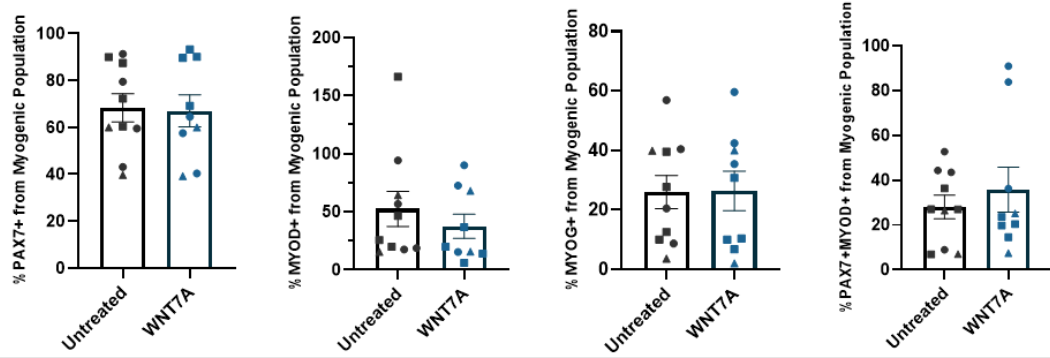 % PAX7+ from Myogenic Population
100
80
60
40
20
0
Untreated
WNT7A
% MYOD+ from Myogenic Population
200
150
100
50
0
Untreated
WNT7A
% MYOG+ from Myogenic Population
80
60
40
20
0
Untreated
WNT7A
% PAX7+MYOD+ from Myogenic Population
100
80
60
40
20
0
Untreated
WNT7A